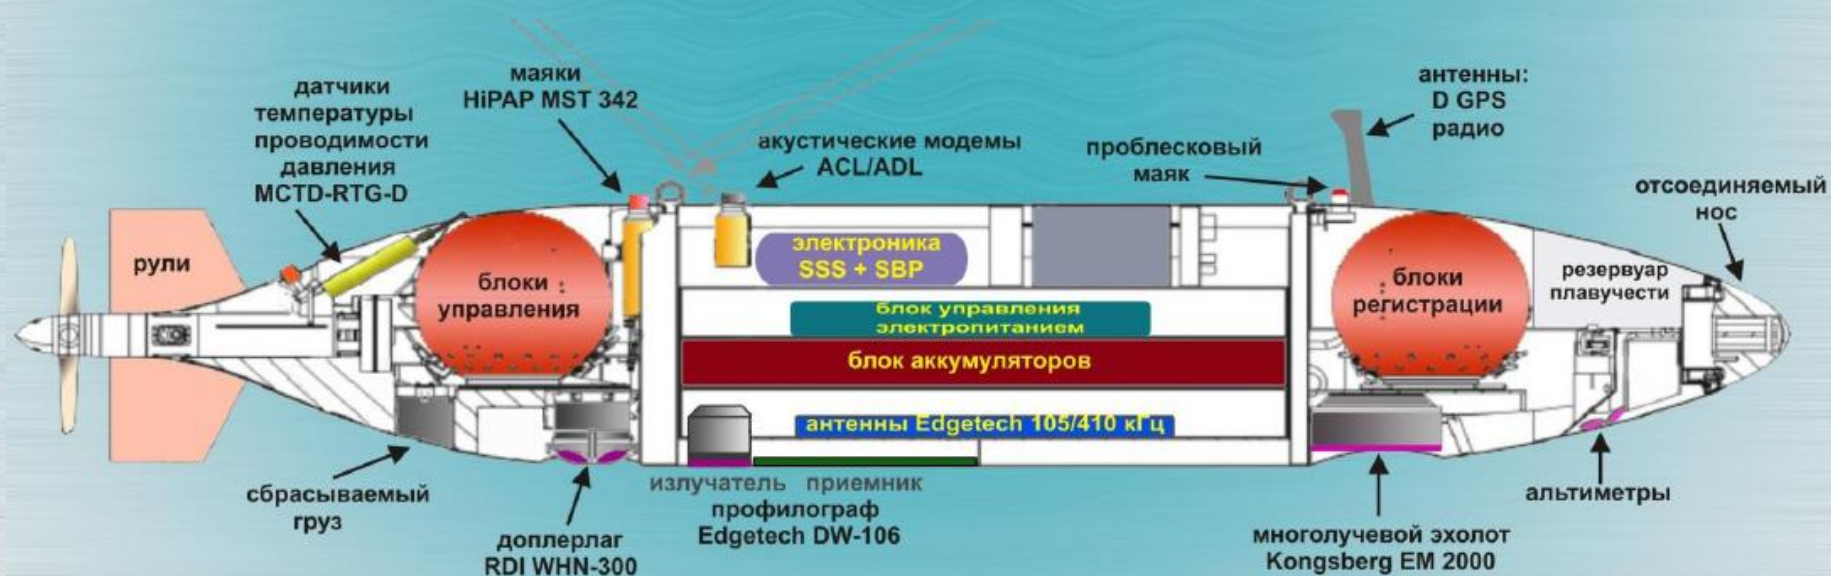 датчики
температуры
проводимости
давления
MCTD-RTG-D
маяки
HiPAP MST 342
акустические модемы
ACL/ADL
проблесковый
маяк
антенны:
D GPS
радио
отсоединяемый
нос
рули
блоки
управления
электроника
SSS + SBP
блок управления
электропитанием
блок аккумуляторов
антенны Edgetech 105/410 кГц
блоки
регистрации
резервуар
плавучести
сбрасываемый
груз
доплерлаг
RDI WHN-300
излучатель приемник
профилограф
Edgetech DW-106
многолучевой эхолот
Kongsberg EM 2000
альтиметры